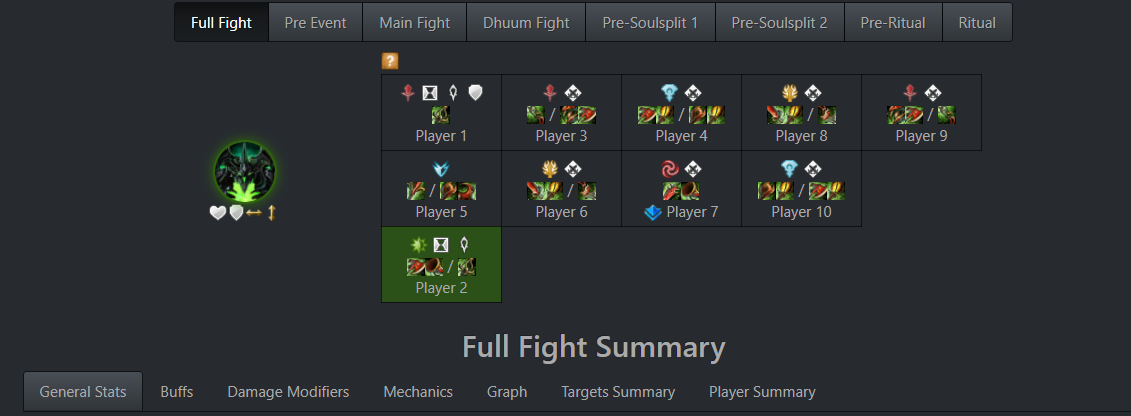 Full Fight Pre Event Main Fight Dhuum Fight Pre-Soulsplit 1 Pre-Soulsplit 2 Pre-Ritual Ritual
?
/ / / /
Player 1 Player 3 Player 4 Player 8 Player 9
/ / /
Player 5 Player 6 Player 7 Player 10
/
Player 2
Full Fight Summary
General Stats Buffs Damage Modifiers Mechanics Graph Targets Summary Player Summary